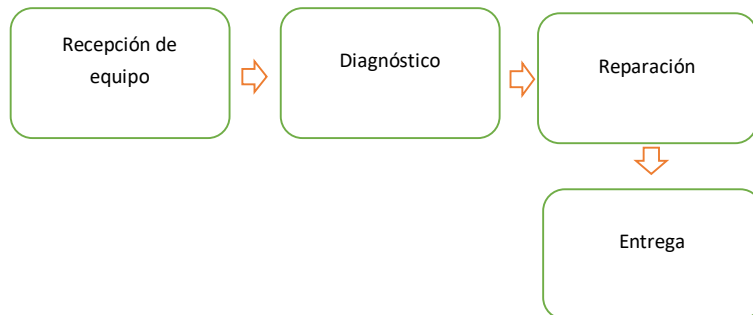 Recepción de
equipo
Diagnóstico
Reparación
Entrega